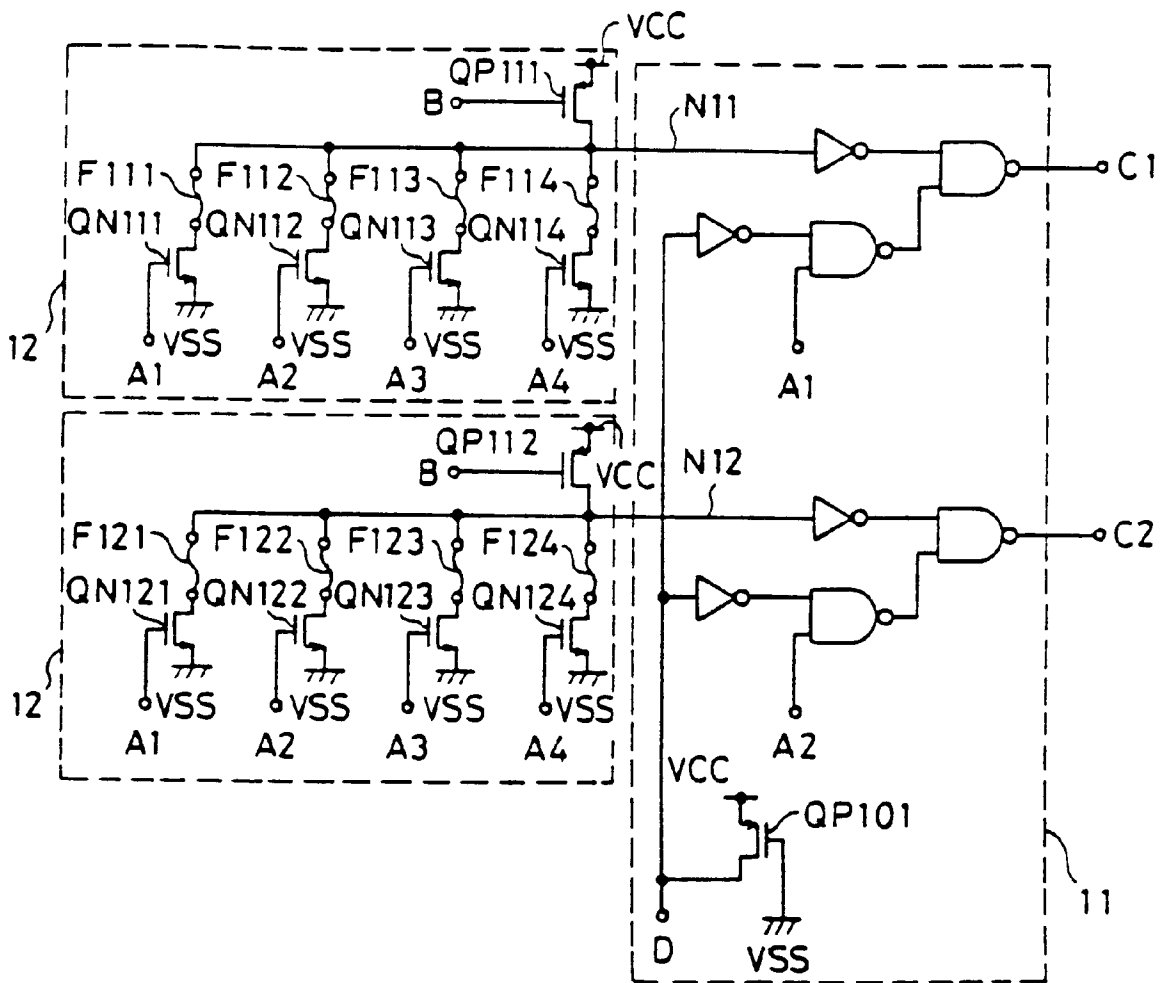 VCC
QP111
B
N11
C1
F111 F112 F113 F114
QN111 QN112 QN113 QN114
12
VSS VSS VSS VSS
A1 A2 A3 A4
A1
QP112
B
VCC
N12
C2
F121 F122 F123 F124
QN121 QN122 QN123 QN124
12
VSS VSS VSS VSS
A1 A2 A3 A4
A2
VCC
QP101
11
D
VSS